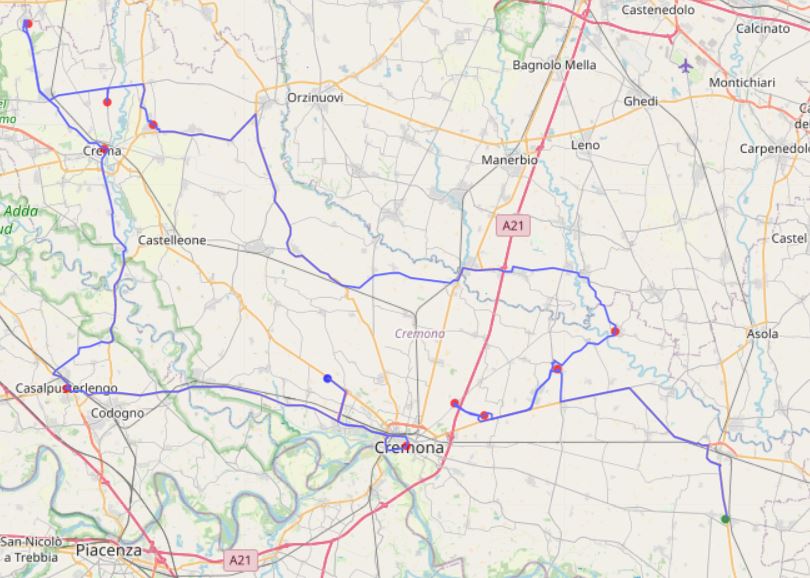 Castenedolo
Calcinato
Bagnolo Mella
Montichiari
Orzinuovi
Ghedi
Leno
Carpenedolo
Manerbio
Crema
Adda
ud
A21
Castelleone
Castel
Cremona
Asola
Casalpusterlengo
Codogno
Cremona
San Nicolò
a Trebbia
Piacenza
A21